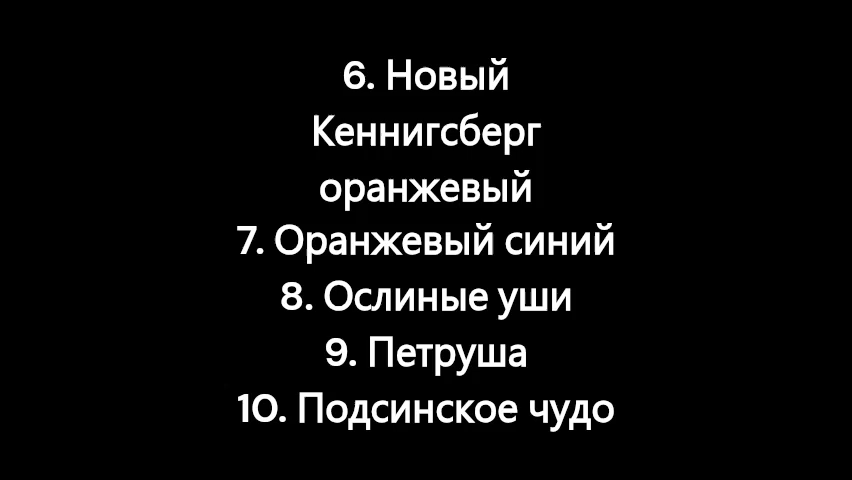 6. Новый
Кеннигсберг
оранжевый
7. Оранжевый синий
8. Ослиные уши
9. Петруша
10. Подсинское чудо